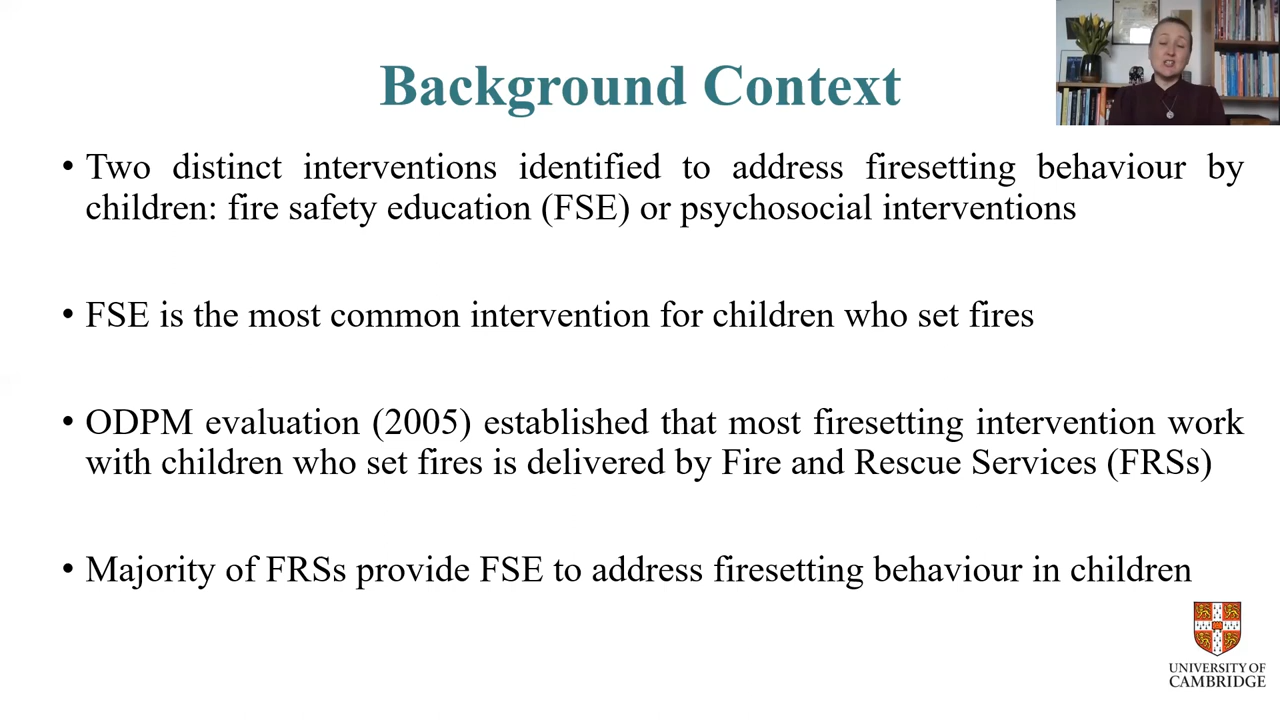 Background Context
• Two distinct interventions identified to address firesetting behaviour by
children: fire safety education (FSE) or psychosocial interventions
• FSE is the most common intervention for children who set fires
• ODPM evaluation (2005) established that most firesetting intervention work
with children who set fires is delivered by Fire and Rescue Services (FRSs)
• Majority of FRSs provide FSE to address firesetting behaviour in children
UNIVERSITY OF
CAMBRIDGE